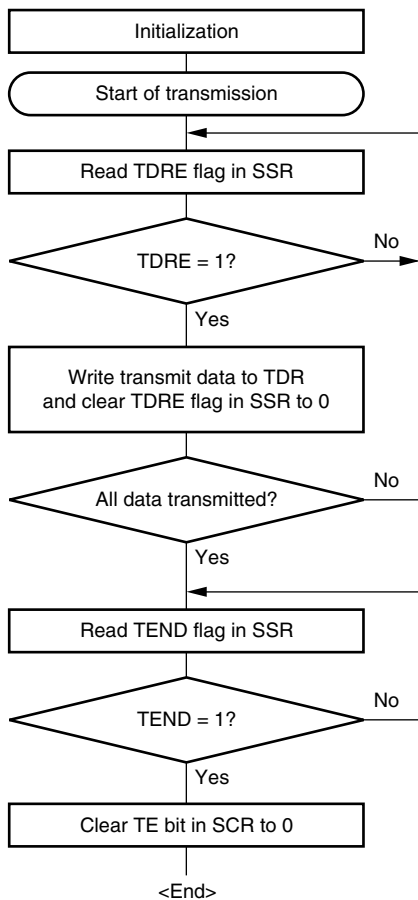 Initialization
Start of transmission
Read TDRE flag in SSR
TDRE = 1?
No
Yes
Write transmit data to TDR
and clear TDRE flag in SSR to 0
All data transmitted?
No
Yes
Read TEND flag in SSR
TEND = 1?
No
Yes
Clear TE bit in SCR to 0
<End>